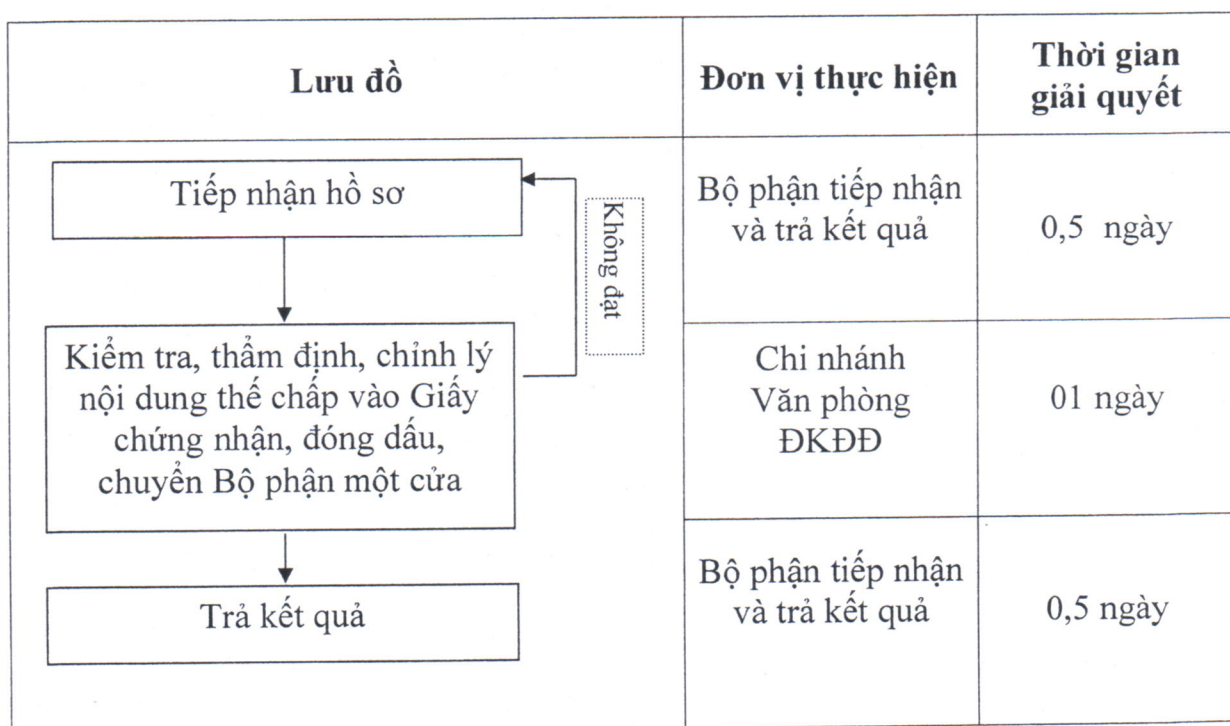 Lưu đồ
Đơn vị thực hiện
Thời gian
giải quyết
Tiếp nhận hồ sơ
Không đạt
Bộ phận tiếp nhận
và trả kết quả
0,5 ngày
Kiểm tra, thẩm định, chỉnh lý
nội dung thế chấp vào Giấy
chứng nhận, đóng dấu,
chuyển Bộ phận một cửa
Chi nhánh
Văn phòng
ĐKĐĐ
01 ngày
Trả kết quả
Bộ phận tiếp nhận
và trả kết quả
0,5 ngày